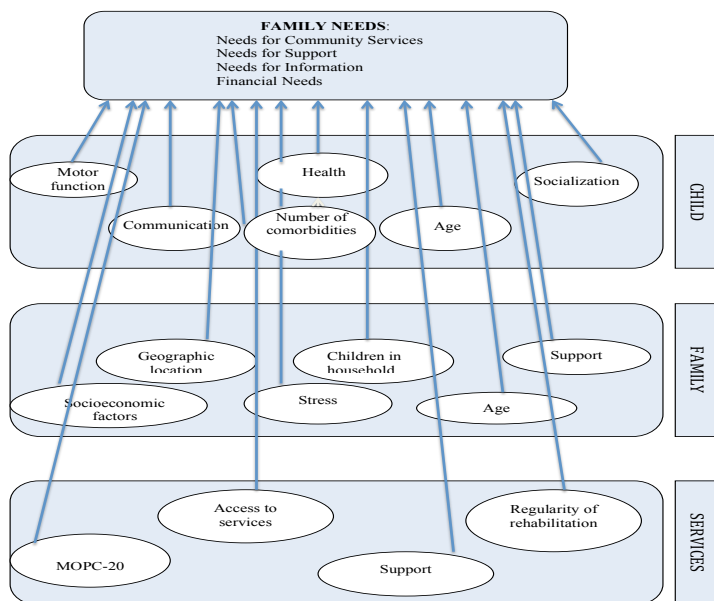 FAMILY NEEDS:
Needs for Community Services
Needs for Support
Needs for Information
Financial Needs
Motor
function
Health
Socialization
Communication
Number of
comorbidities
Age
CHILD
Geographic
location
Children in
household
Support
Socioeconomic
factors
Stress
Age
FAMILY
Access to
services
Regularity of
rehabilitation
MOPC-20
Support
SERVICES